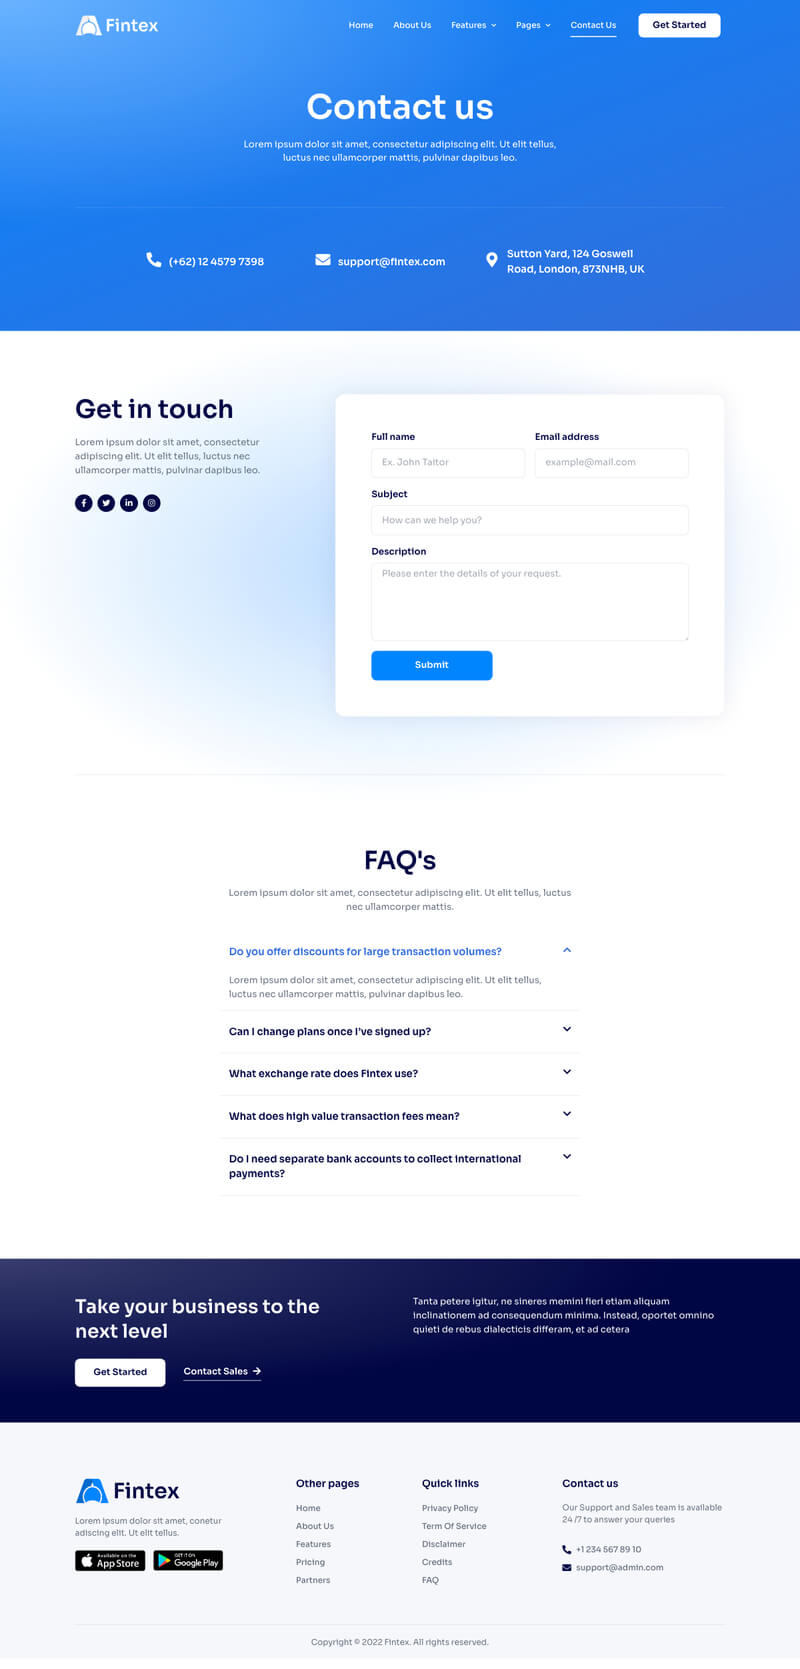 Fintex
Home
About Us
Features
Pages
Contact Us
Get Started
Contact us
Lorem ipsum dolor sit amet, consectetur adipiscing elit. Ut elit tellus,
luctus nec ullamcorper mattis, pulvinar dapibus leo.
(+62) 12 4579 7398
support@fintex.com
Sutton Yard, 124 Goswell
Road, London, 873NHB, UK
Get in touch
Lorem ipsum dolor sit amet, consectetur
adipiscing elit. Ut elit tellus, luctus nec
ullamcorper mattis, pulvinar dapibus leo.
Full name
Email address
Ex. John Taltor
example@mail.com
Subject
How can we help you?
Description
Please enter the details of your request.
Submit
FAQ's
Lorem ipsum dolor sit amet, consectetur adipiscing elit. Ut elit tellus, luctus
nec ullamcorper mattis.
Do you offer discounts for large transaction volumes?
Lorem ipsum dolor sit amet, consectetur adipiscing elit. Ut elit tellus,
luctus nec ullamcorper mattis, pulvinar dapibus leo.
Can I change plans once I've signed up?
What exchange rate does Fintex use?
What does high value transaction fees mean?
Do I need separate bank accounts to collect international
payments?
Take your business to the
next level
Get Started
Contact Sales
Tanta petere igitur, ne sineres memini fieri etiam aliquam
inclinationem ad consequendum minima. Instead, oportet omnino
quieti de rebus dialecticis differam, et ad cetera
Fintex
Lorem ipsum dolor sit amet, conetur
adiscing elit. Ut elit tellus.
Available on the
App Store
GET IT ON
Google Play
Other pages
Home
About Us
Features
Pricing
Partners
Quick links
Privacy Policy
Term Of Service
Disclaimer
Credits
FAQ
Contact us
Our Support and Sales team is available
24 /7 to answer your queries
+1 234 567 89 10
support@admin.com
Copyright © 2022 Fintex. All rights reserved.